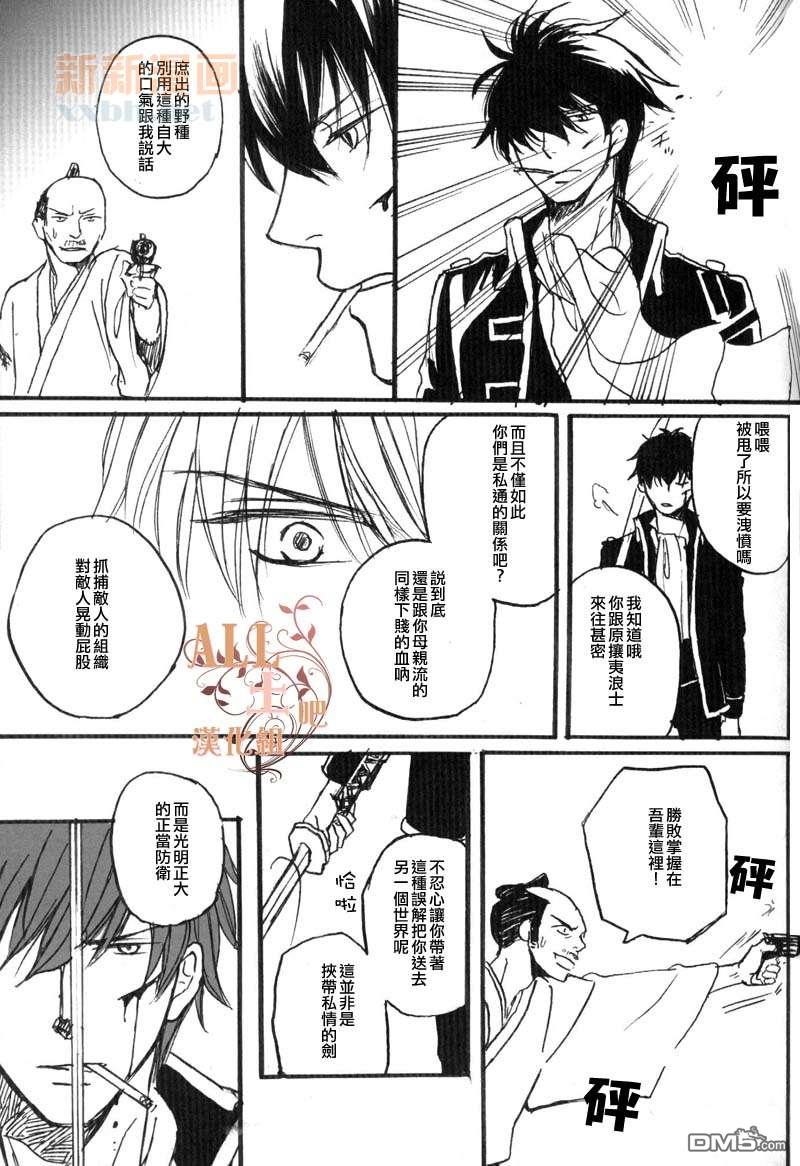 砰
庶出的野種
別用這種自大
的口氣跟我說話
新新漫画
xxbh.net
喂喂
被甩了所以要洩憤嗎
我知道哦
你跟原攘夷浪士
來往甚密
而且不僅如此
你們是私通的關係吧？
說到底
還是跟你母親流的
同樣下賤的血吶
抓捕敵人的組織
對敵人晃動屁股
ALL
土吧
漢化組
勝敗掌握在
吾輩這裡！
砰
砰
不忍心讓你帶著
這種誤解把你送去
另一個世界呢
恰啦
這並非是
挾帶私情的劍
而是光明正大
的正當防衛
DM5.com